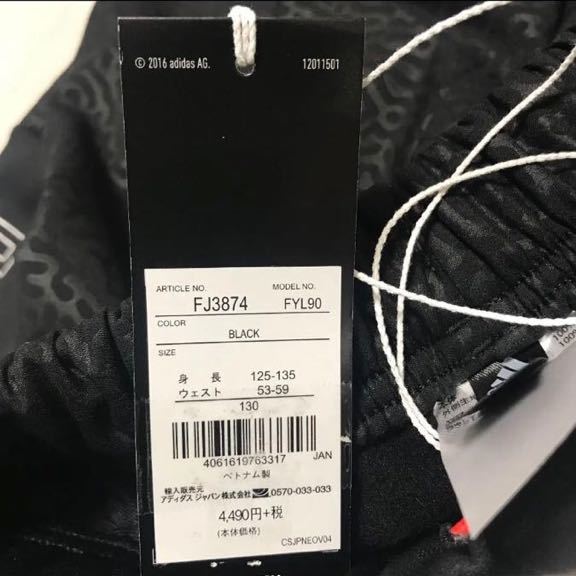 © 2016 adidas AG. 12011501
ARTICLE NO. MODEL NO.
FJ3874 FYL90
COLOR
BLACK
SIZE
身 長 125-135
ウェスト 53-59
130
4061619763317 JAN
ベトナム製
輸入販売元
アディダス ジャパン株式会社 0570-033-033
4,490円+税
(本体価格)
CSJPNEOV04
100%
100%